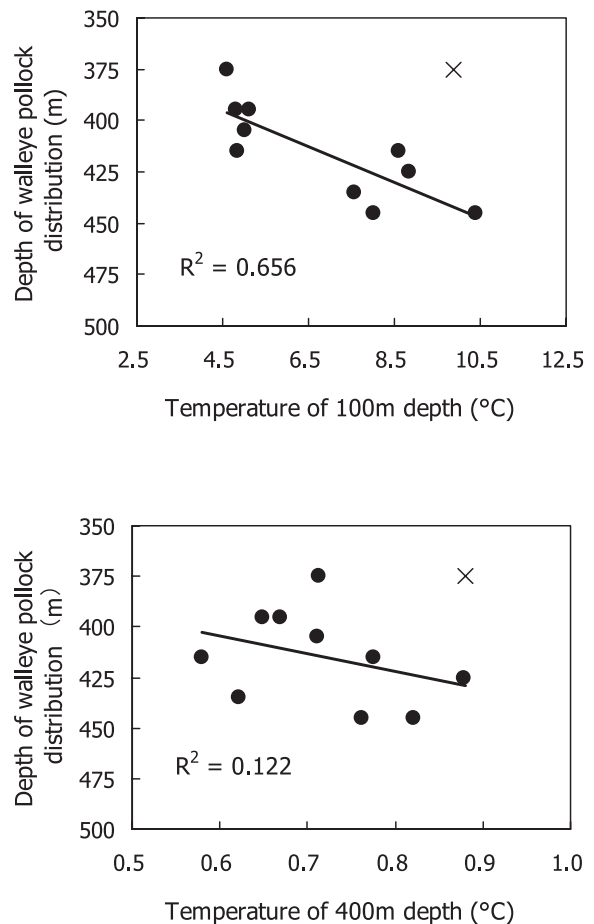 Depth of walleye pollock
distribution (m)
350
375
400
425
450
475
500
R² = 0.656
2.5 4.5 6.5 8.5 10.5 12.5
Temperature of 100m depth (°C)
Depth of walleye pollock
distribution (m)
350
375
400
425
450
475
500
R² = 0.122
0.5 0.6 0.7 0.8 0.9 1.0
Temperature of 400m depth (°C)